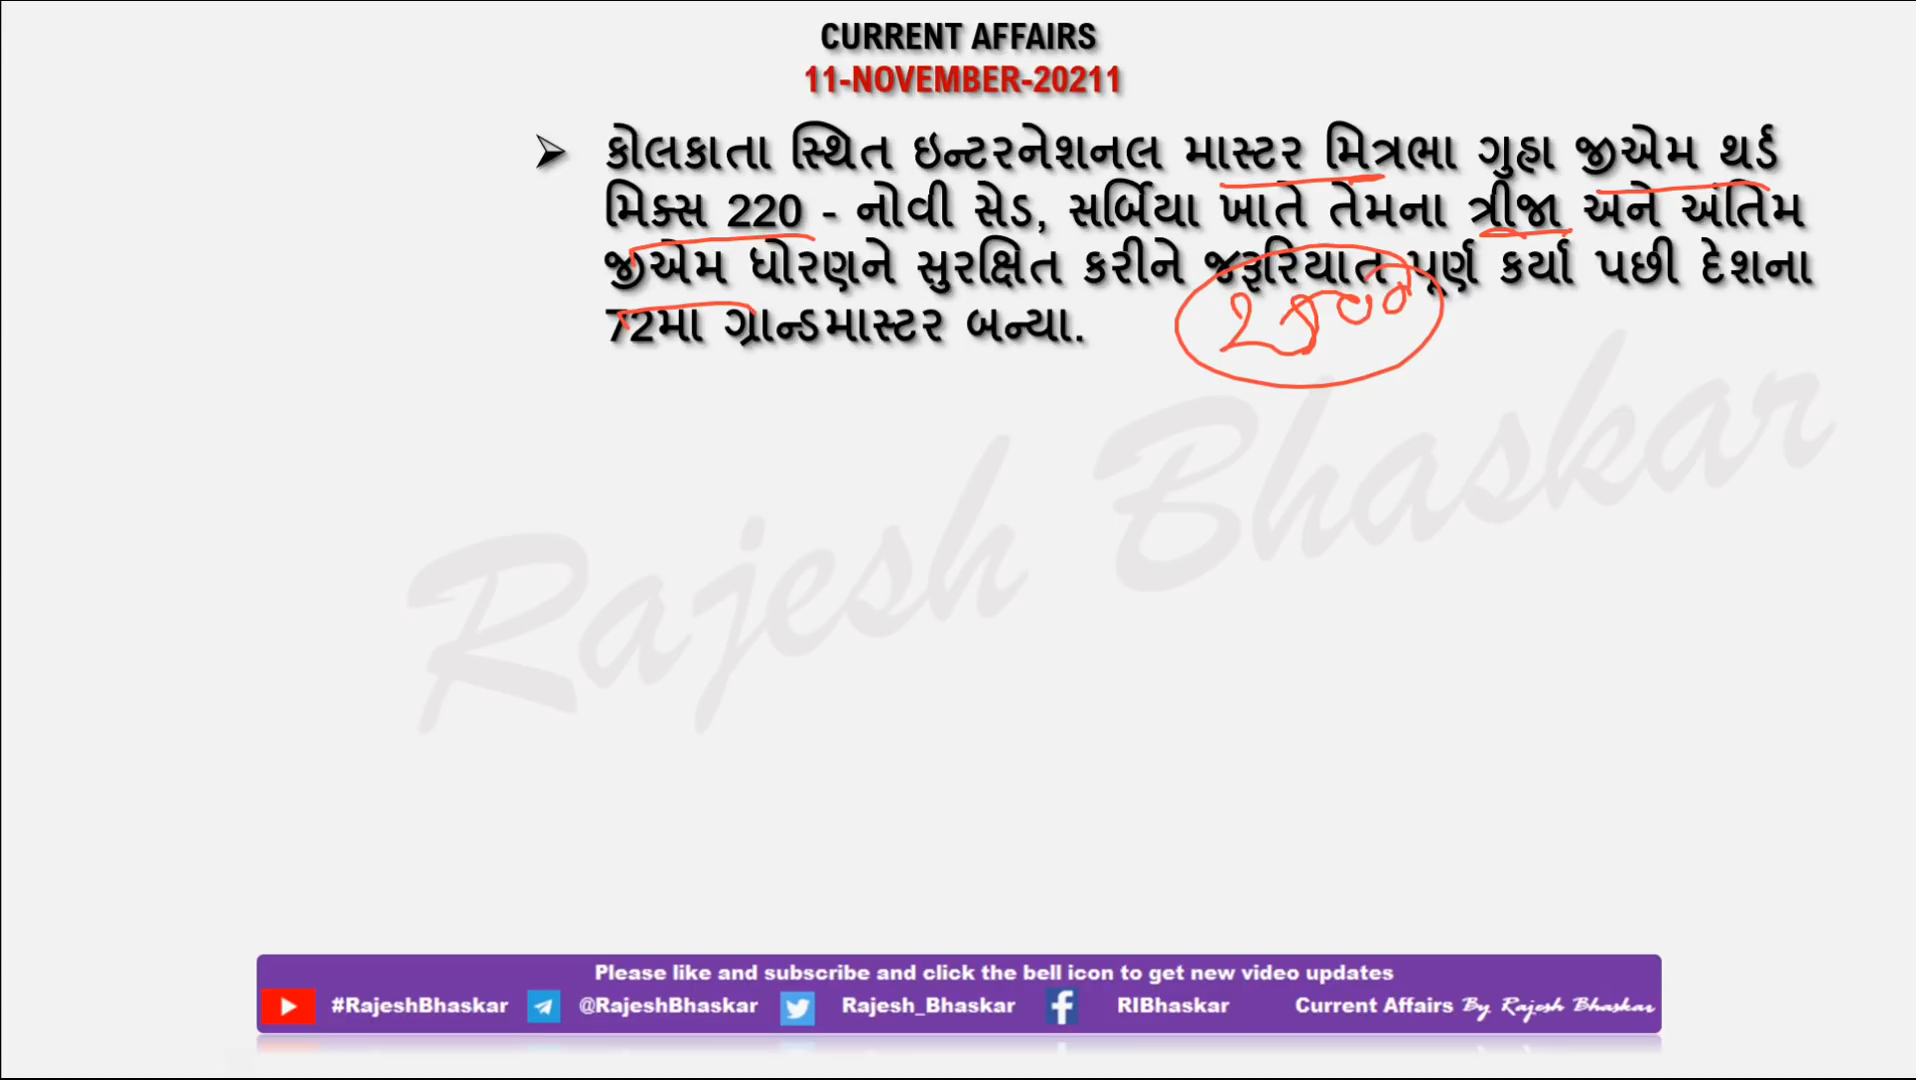 CURRENT AFFAIRS
11-NOVEMBER-20211
➢ કોલકાતા સ્થિત ઇન્ટરનેશનલ માસ્ટર મિત્રભા ગુહા જીએમ થર્ડ
મિક્સ 220 - નોવી સેડ, સર્બિયા ખાતે તેમના ત્રીજા અને અંતિમ
જીએમ ધોરણને સુરક્ષિત કરીને જરૂરિયાત પૂર્ણ કર્યા પછી દેશના
72મા ગ્રાન્ડમાસ્ટર બન્યા.
2500
Rajesh Bhaskar
Please like and subscribe and click the bell icon to get new video updates
#RajeshBhaskar @RajeshBhaskar Rajesh_Bhaskar RIBhaskar Current Affairs By Rajesh Bhaskar